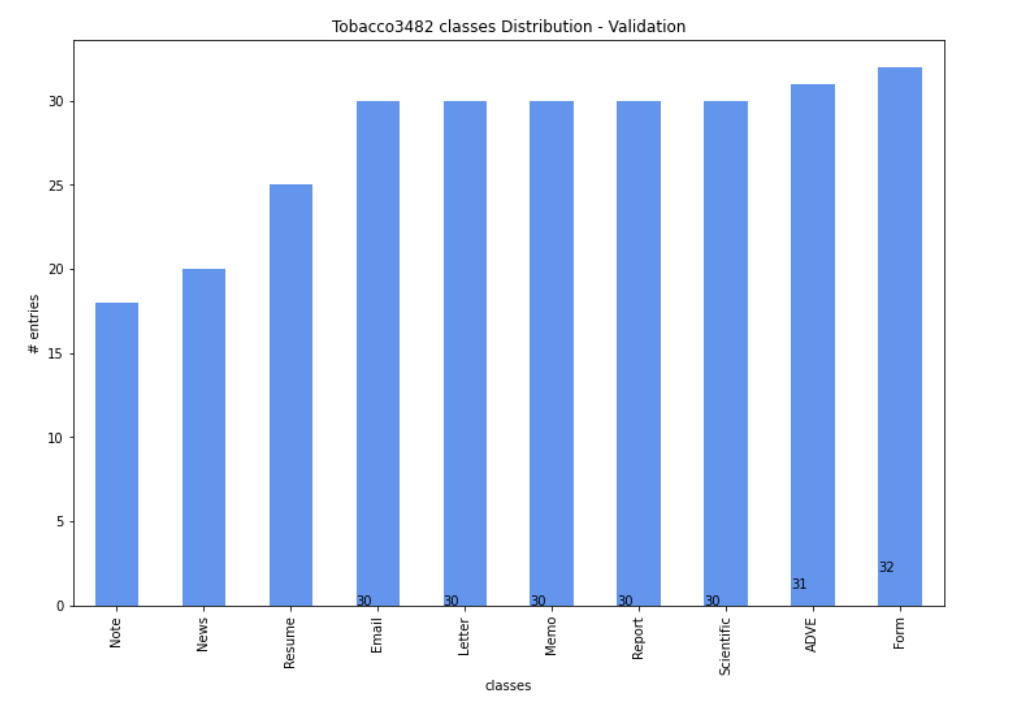 Tobacco3482 classes Distribution - Validation
# entries
30
25
20
15
10
5
0
30
30
30
30
30
31
32
Note
News
Resume
Email
Letter
Memo
Report
Scientific
ADVE
Form
classes